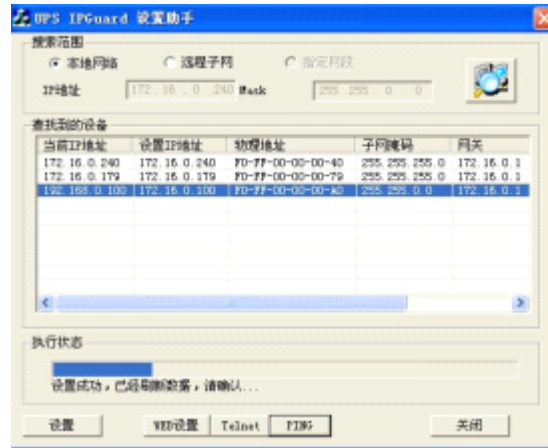 UPS IPGuard 设置助手
搜索范围
本地网络 远程子网 指定网段
IP地址 172 . 16 . 0 .240 Mask 255 .255 . 0 . 0
查找到的设备
当前IP地址 设置IP地址 物理地址 子网掩码 网关
172.16.0.240 172.16.0.240 F0-FF-00-00-00-40 255.255.255.0 172.16.0.1
172.16.0.179 172.16.0.179 F0-FF-00-00-00-79 255.255.255.0 172.16.0.1
192.168.0.100 172.16.0.100 F0-FF-00-00-00-A0 255.255.0.0 172.16.0.1
执行状态
设置成功，已经刷新数据，请确认...
设置 WEB设置 Telnet PING 关闭